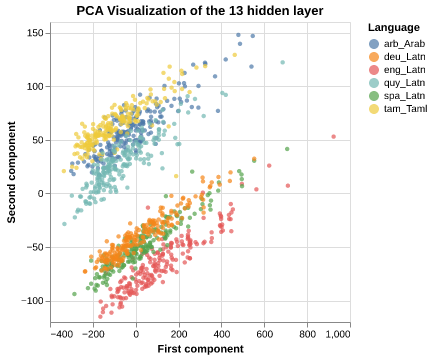 PCA Visualization of the 13 hidden layer
Second component
150
100
50
0
−50
−100
−400 −200 0 200 400 600 800 1,000
First component
Language
arb_Arab
deu_Latn
eng_Latn
quy_Latn
spa_Latn
tam_Taml